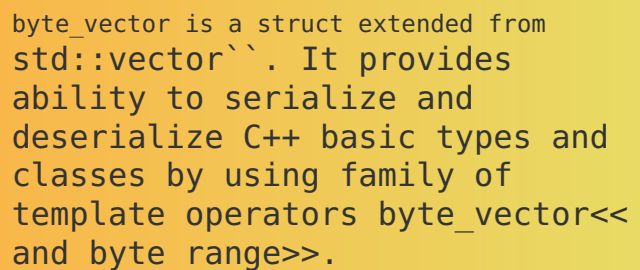 byte_vector is a struct extended from
std::vector``. It provides
ability to serialize and
deserialize C++ basic types and
classes by using family of
template operators byte_vector<<
and byte range>>.